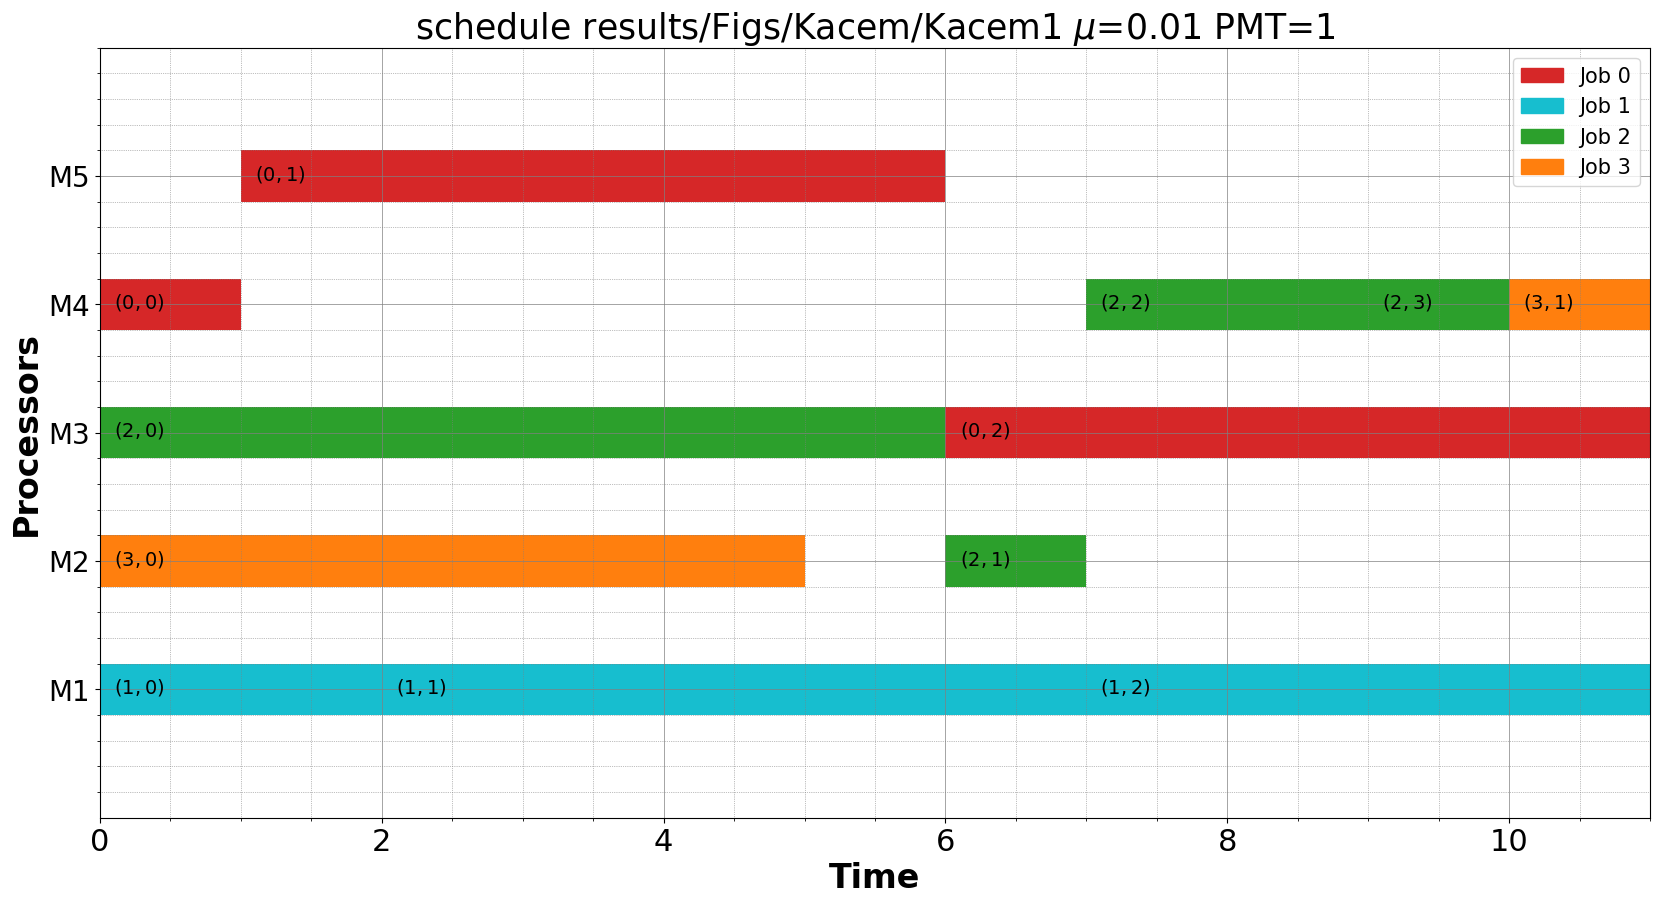 schedule results/Figs/Kacem/Kacem1 μ=0.01 PMT=1
Job 0
Job 1
Job 2
Job 3
M5
(0, 1)
M4
(0, 0)
(2, 2)
(2, 3)
(3, 1)
M3
(2, 0)
(0, 2)
M2
(3, 0)
(2, 1)
M1
(1, 0)
(1, 1)
(1, 2)
Processors
0 2 4 6 8 10
Time